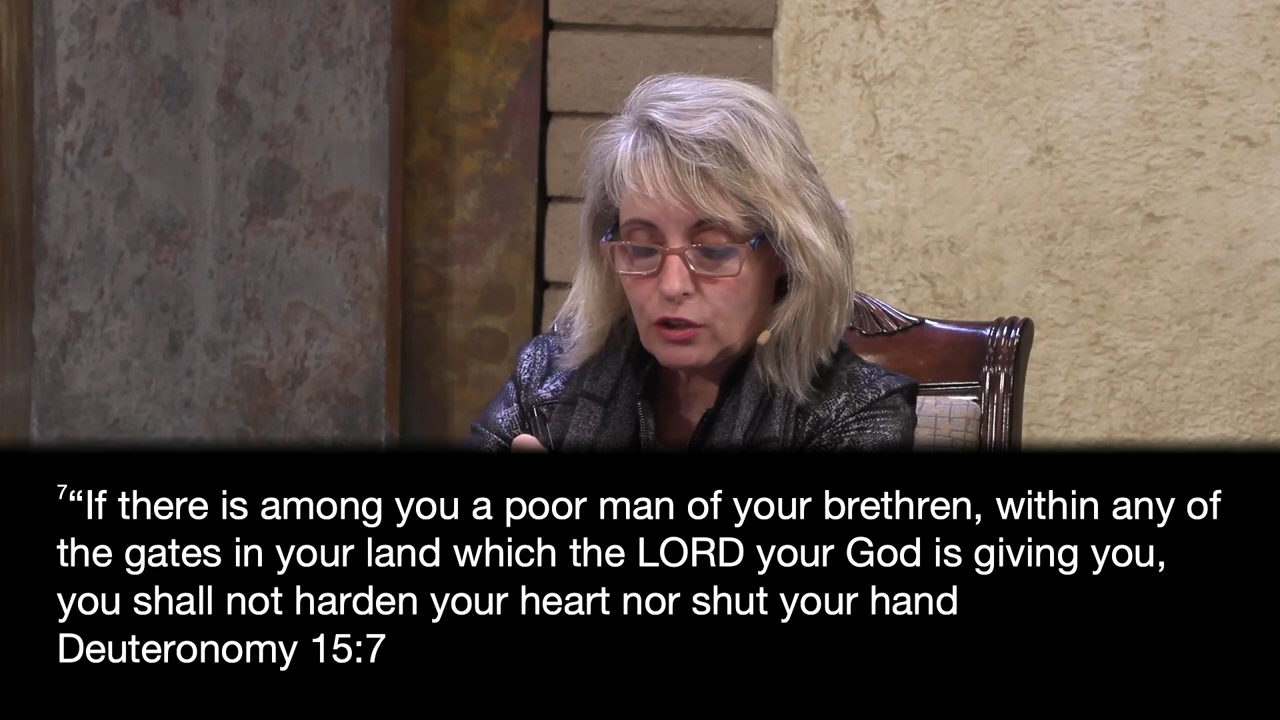 ⁷“If there is among you a poor man of your brethren, within any of
the gates in your land which the LORD your God is giving you,
you shall not harden your heart nor shut your hand
Deuteronomy 15:7